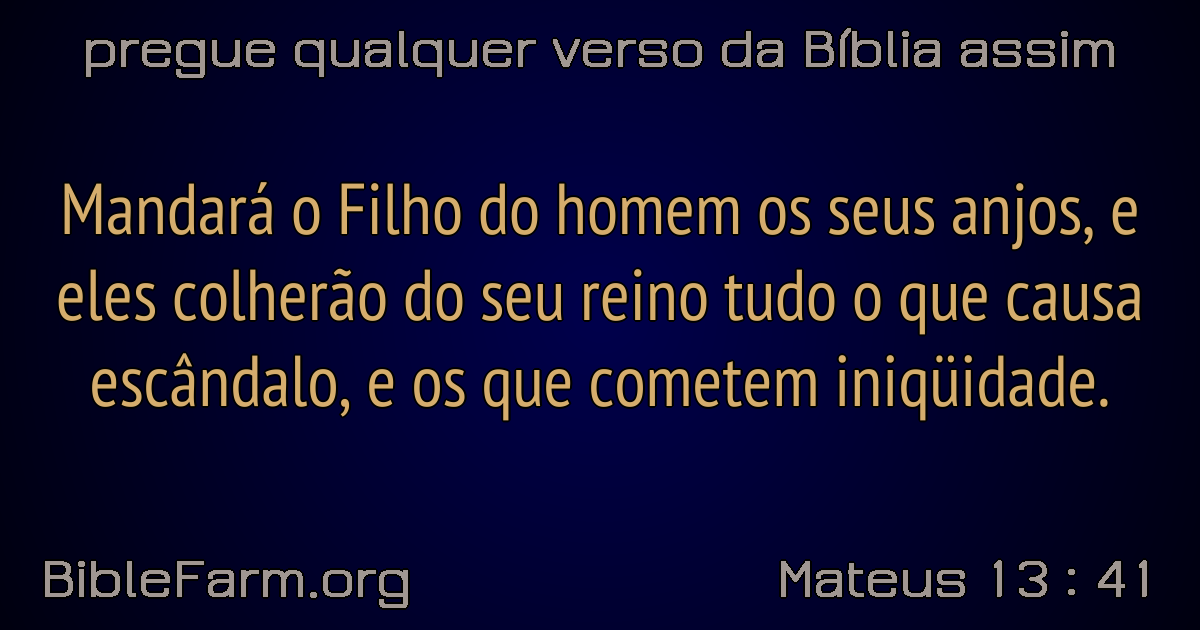 pregue qualquer verso da Bíblia assim
Mandará o Filho do homem os seus anjos, e
eles colherão do seu reino tudo o que causa
escândalo, e os que cometem iniqüidade.
BibleFarm.org
Mateus 13 : 41